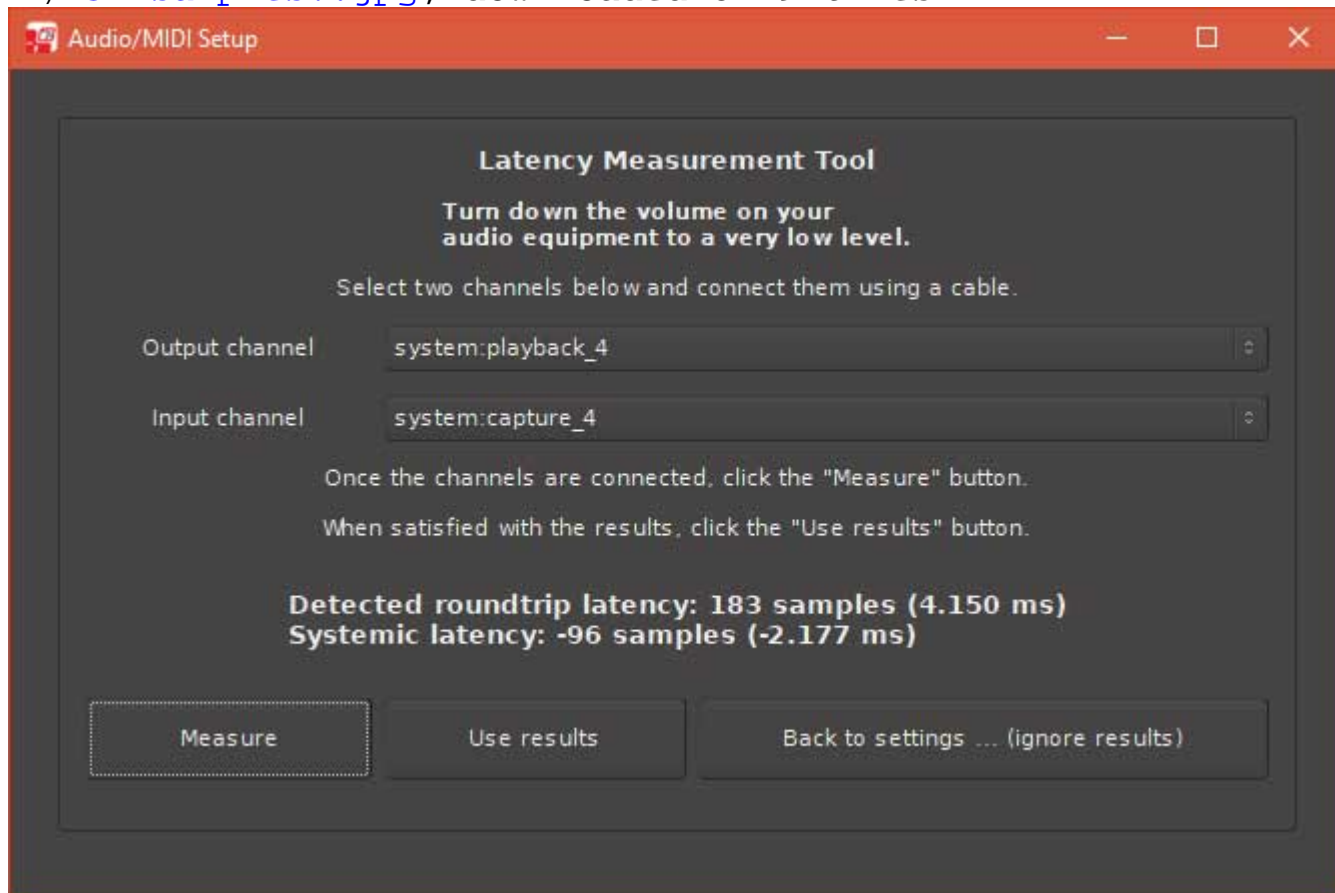 Audio/MIDI Setup
Latency Measurement Tool
Turn down the volume on your
audio equipment to a very low level.
Select two channels below and connect them using a cable.
Output channel system:playback_4
Input channel system:capture_4
Once the channels are connected, click the "Measure" button.
When satisfied with the results, click the "Use results" button.
Detected roundtrip latency: 183 samples (4.150 ms)
Systemic latency: -96 samples (-2.177 ms)
Measure Use results Back to settings ... (ignore results)